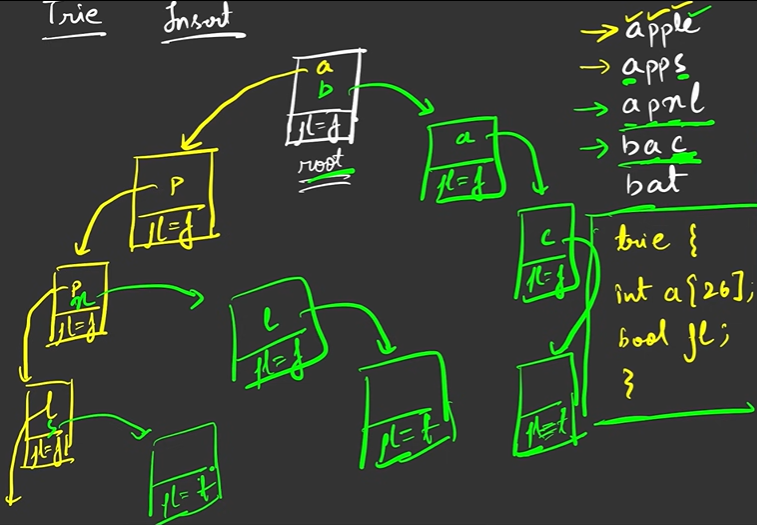 Trie Insert
→ apple
→ apps
→ apxl
→ bac
bat
a
b
fl=f
root
a
fl=f
p
fl=f
c
fl=f
p
x
fl=f
l
fl=f
l
s
fl=f
fl=t
fl=t
fl=t
trie {
int a[26];
bool fl;
}